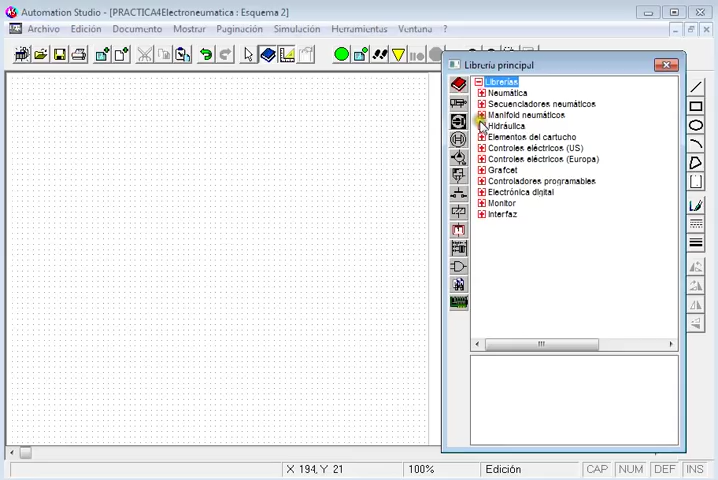 Automation Studio - [PRACTICA4Electroneumatica : Esquema 2]
Archivo Edición Documento Mostrar Paginación Simulación Herramientas Ventana ?
Librería principal
Librerías
Neumática
Secuenciadores neumáticos
Manifold neumáticos
Hidráulica
Elementos del cartucho
Controles eléctricos (US)
Controles eléctricos (Europa)
Grafcet
Controladores programables
Electrónica digital
Monitor
Interfaz
X 194, Y 21 100% Edición CAP NUM DEF INS